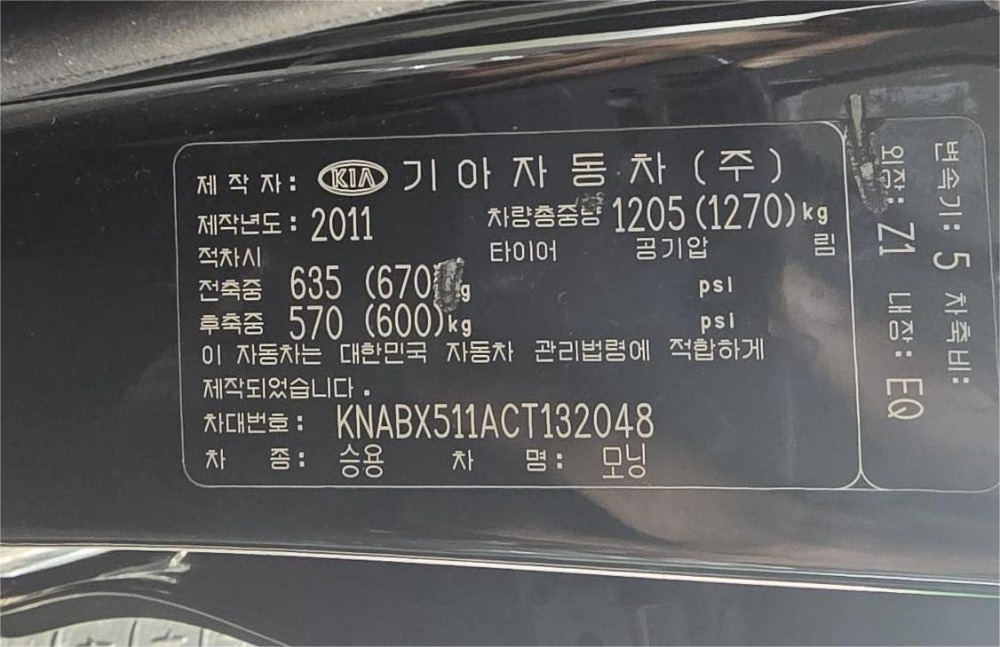 제 작 자: KIA 기 아 자 동 차 (주)
제작년도: 2011 차량총중량 1205(1270)kg
적차시 타이어 공기압 림
전축중 635 (670)kg psi
후축중 570 (600)kg psi
이 자동차는 대한민국 자동차 관리법령에 적합하게
제작되었습니다.
차대번호: KNABX511ACT132048
차 종: 승용 차 명: 모닝
변속기: 5 차축비:
외장: Z1 내장: EQ